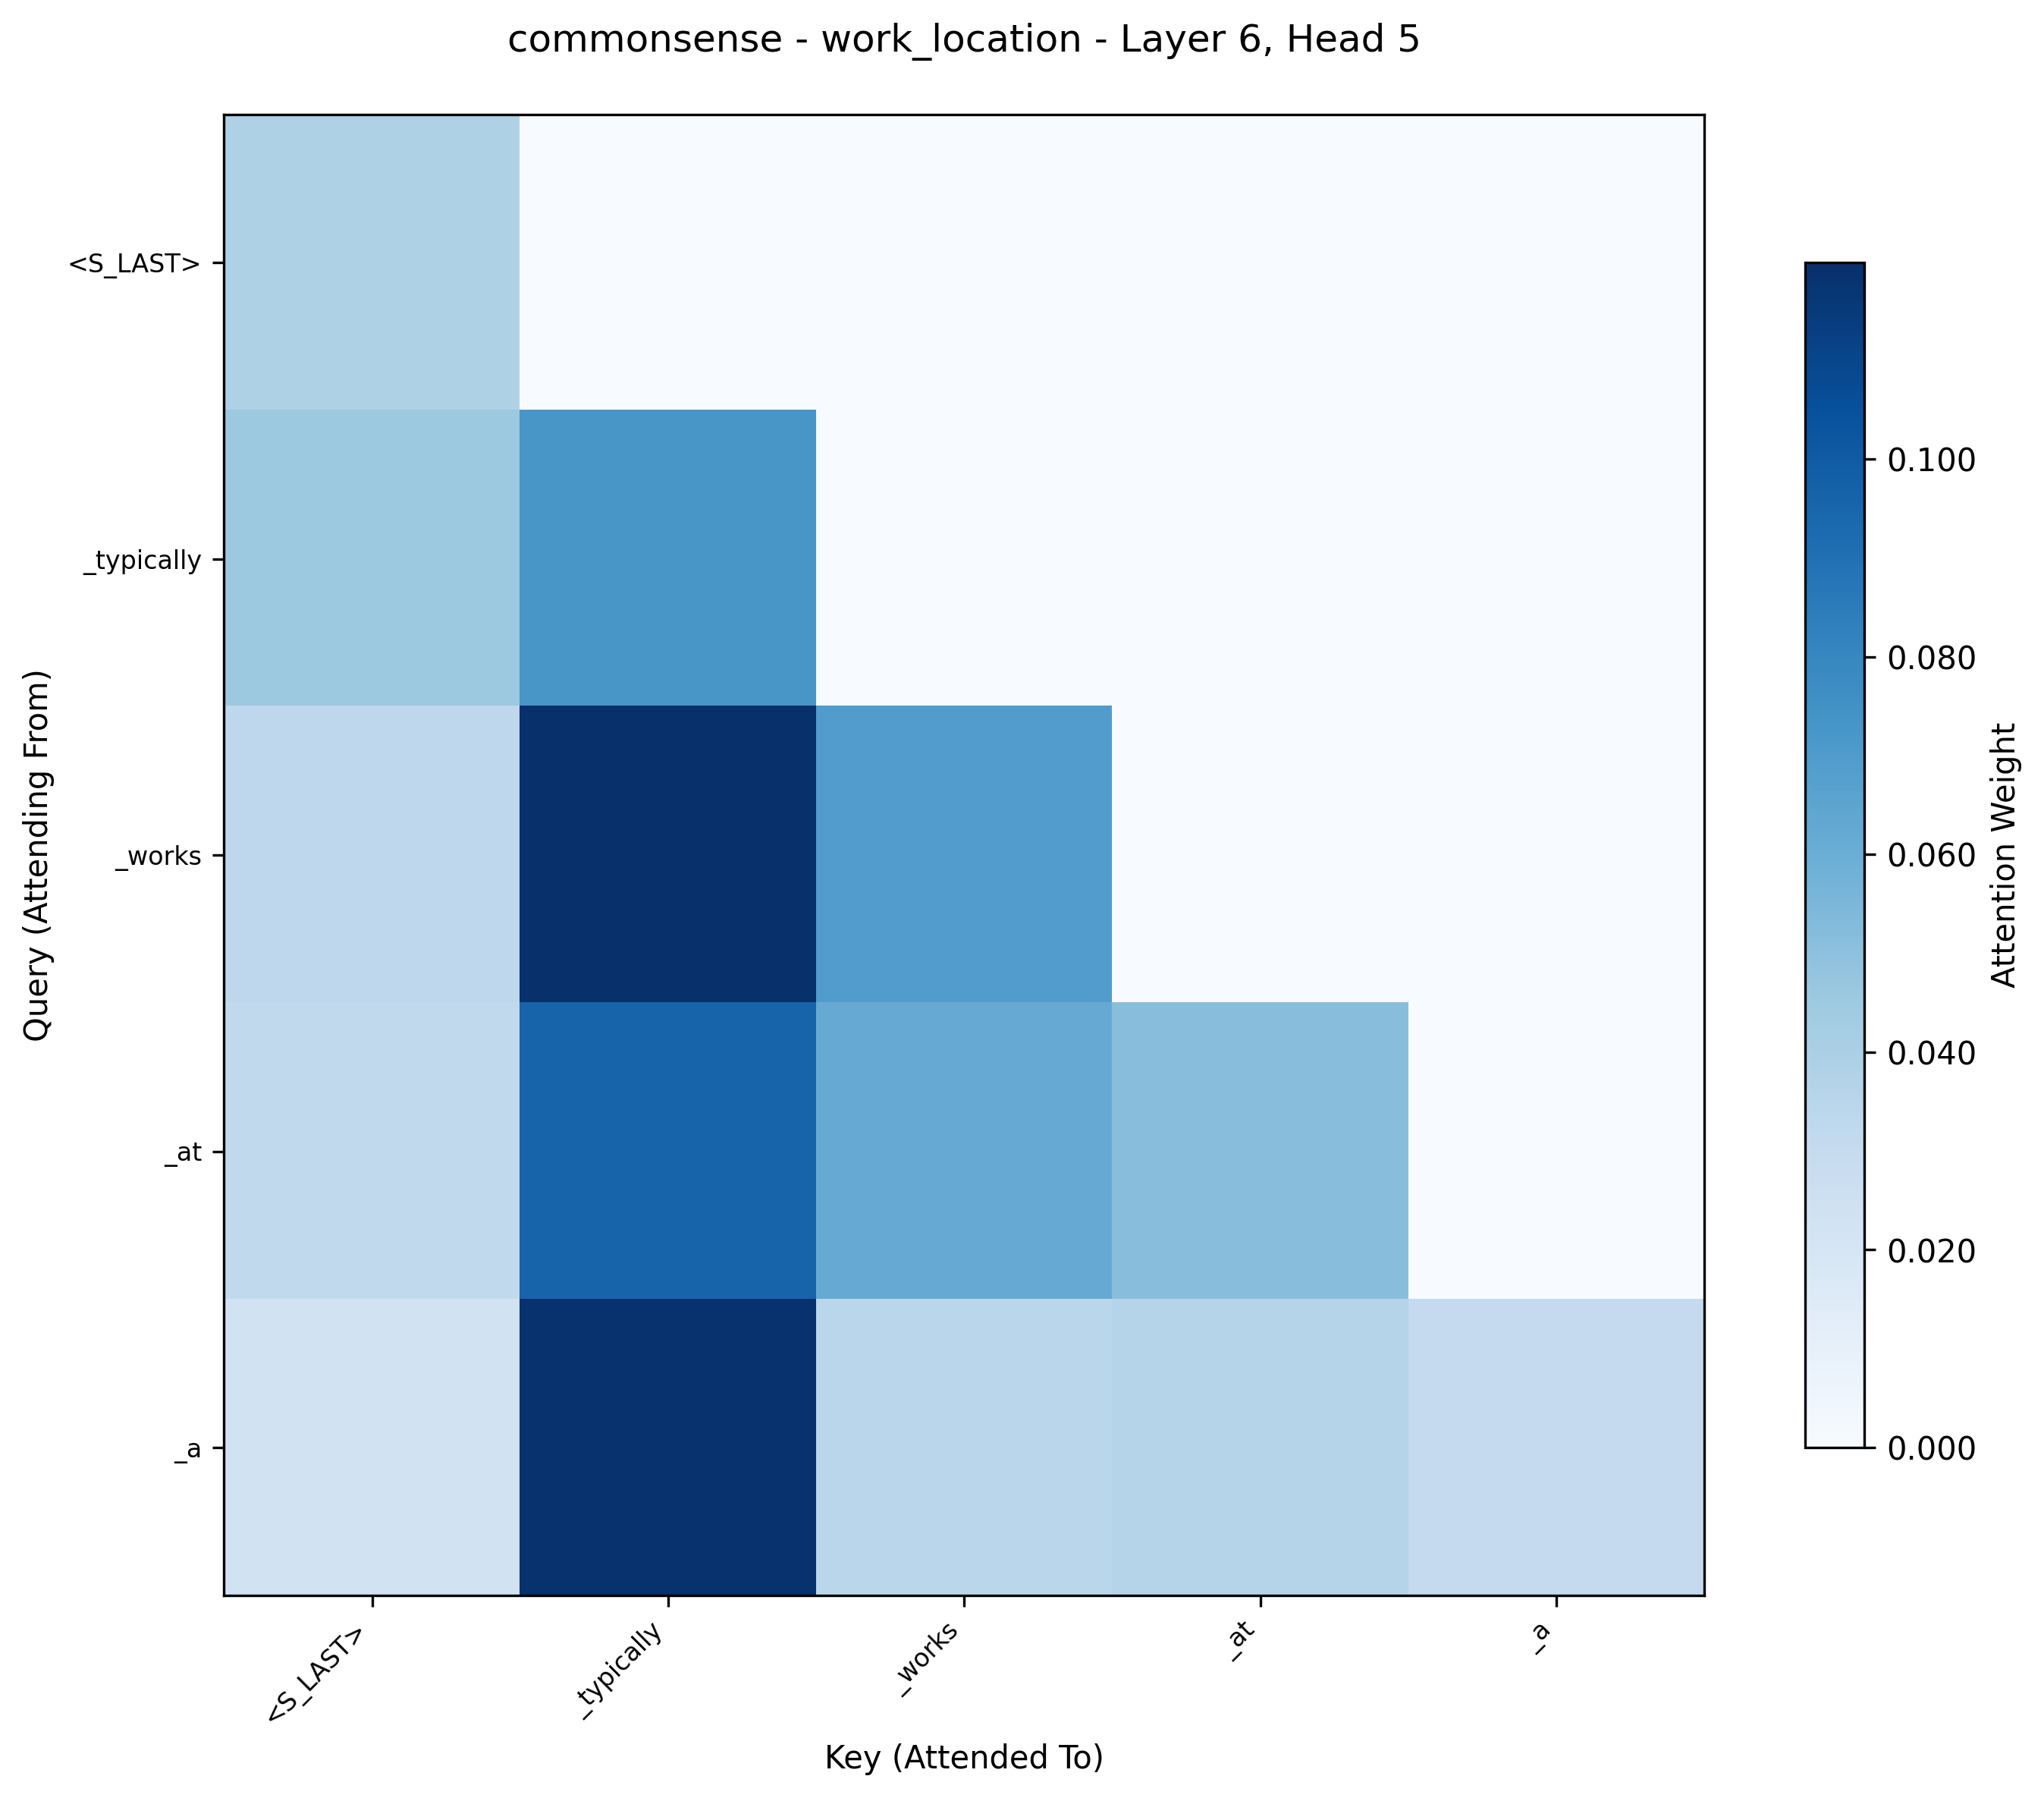 commonsense - work_location - Layer 6, Head 5
<S_LAST>
_typically
_works
_at
_a
Query (Attending From)
<S_LAST>
_typically
_works
_at
_a
Key (Attended To)
0.100
0.080
0.060
0.040
0.020
0.000
Attention Weight